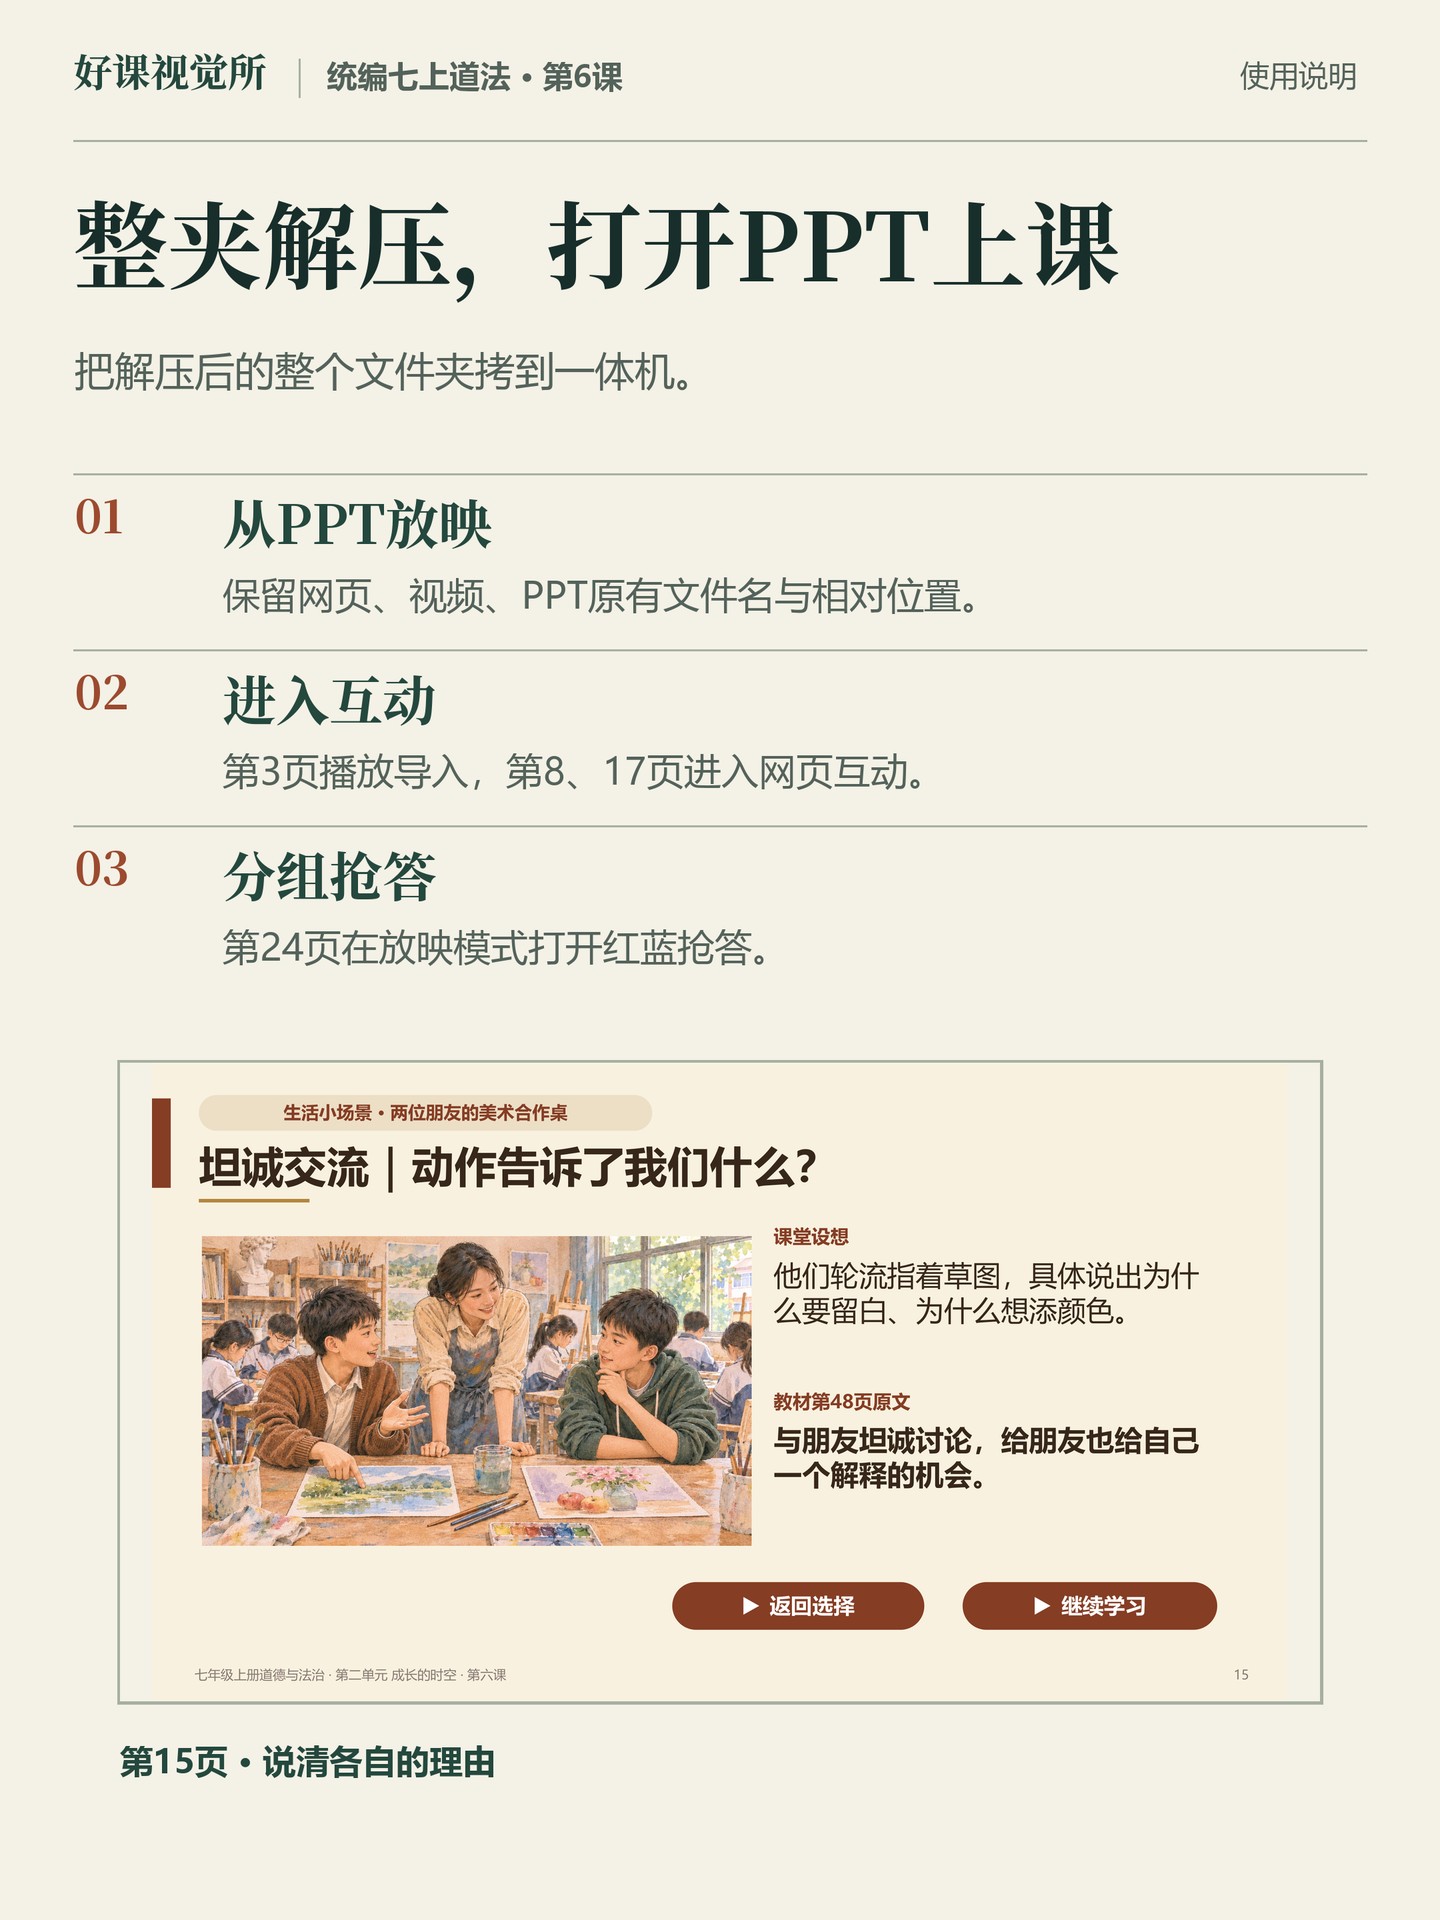 好课视觉所
统编七上道法·第6课
使用说明
整夹解压，打开PPT上课
把解压后的整个文件夹拷到一体机。
01
从PPT放映
保留网页、视频、PPT原有文件名与相对位置。
02
进入互动
第3页播放导入，第8、17页进入网页互动。
03
分组抢答
第24页在放映模式打开红蓝抢答。
生活小场景·两位朋友的美术合作桌
坦诚交流｜动作告诉了我们什么？
课堂设想
他们轮流指着草图，具体说出为什
么要留白、为什么想添颜色。
教材第48页原文
与朋友坦诚讨论，给朋友也给自己
一个解释的机会。
▶ 返回选择
▶ 继续学习
七年级上册道德与法治·第二单元 成长的时空·第六课
15
第15页·说清各自的理由